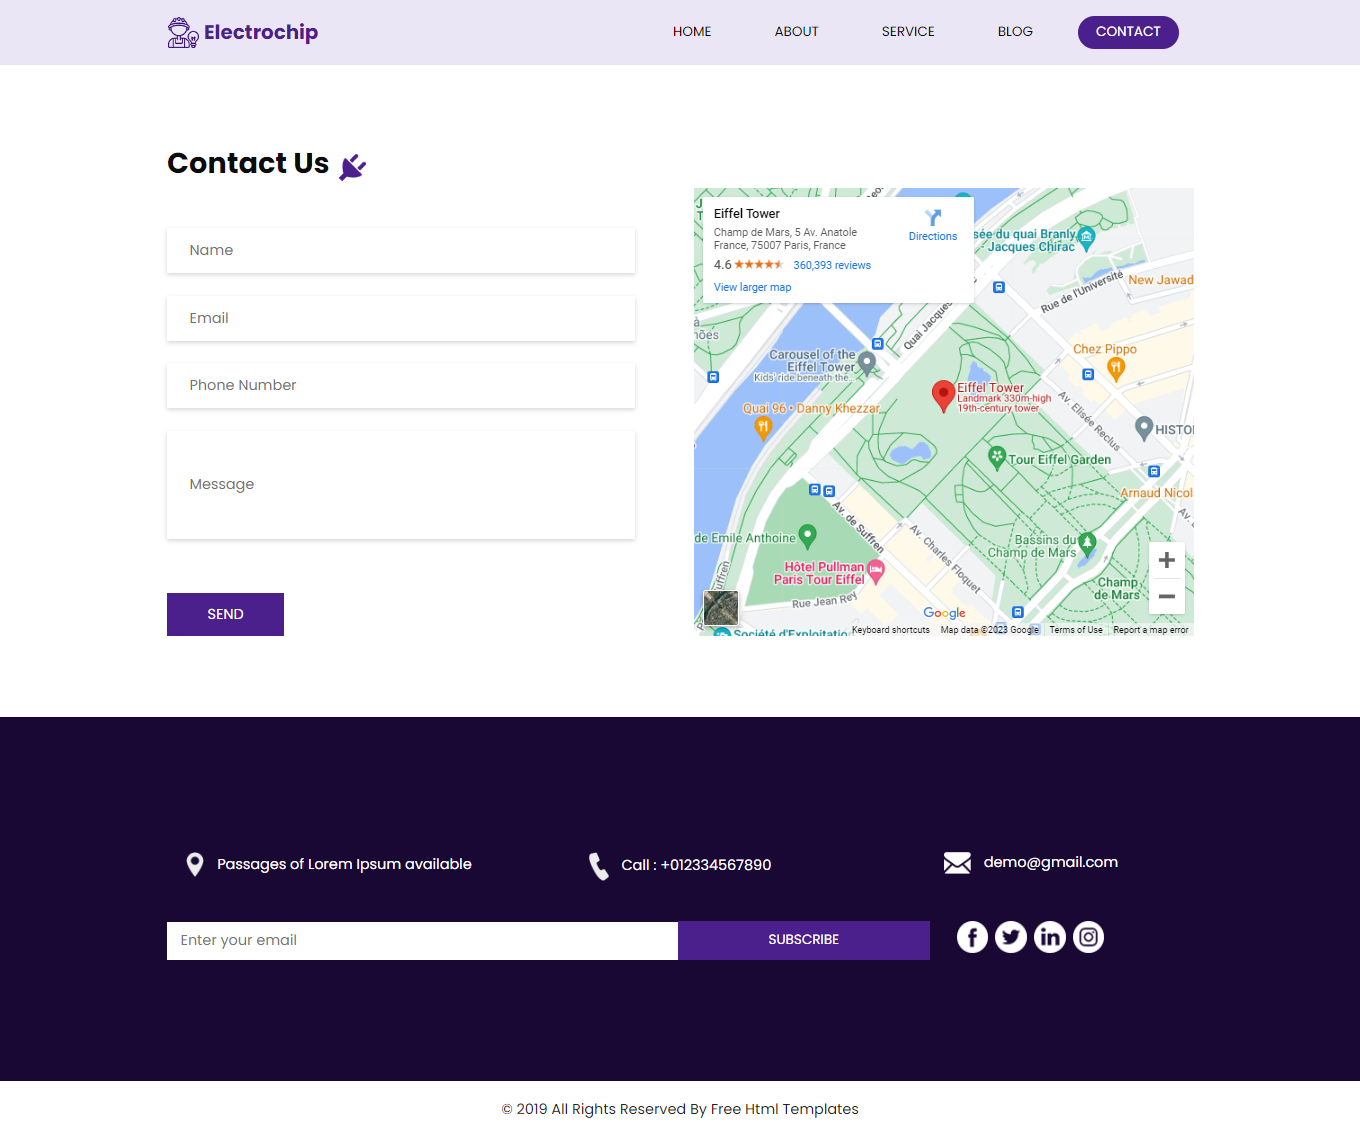 Electrochip
HOME
ABOUT
SERVICE
BLOG
CONTACT
Contact Us
Name
Email
Phone Number
Message
SEND
Eiffel Tower
Champ de Mars, 5 Av. Anatole
France, 75007 Paris, France
4.6
360,393 reviews
View larger map
Directions
sée du quai Branly
- Jacques Chirac
Rue de l'Université
New Jawad
Quai Jacques
Carousel of the
Eiffel Tower
Kids' ride beneath the...
Chez Pippo
Eiffel Tower
Landmark 330m-high
19th-century tower
Quai 96 • Danny Khezzar
Av. Elisée Reclus
HISTO
Tour Eiffel Garden
Arnaud Nicol
Av. de Suffren
Av. Charles Floquet
de Emile Anthoine
Bassins du
Champ de Mars
Hôtel Pullman
Paris Tour Eiffel
Champ
de Mars
Rue Jean Rey
Google
Société d'Exploitatio
Keyboard shortcuts
Map data ©2023 Google
Terms of Use
Report a map error
Passages of Lorem Ipsum available
Call : +012334567890
demo@gmail.com
Enter your email
SUBSCRIBE
© 2019 All Rights Reserved By Free Html Templates